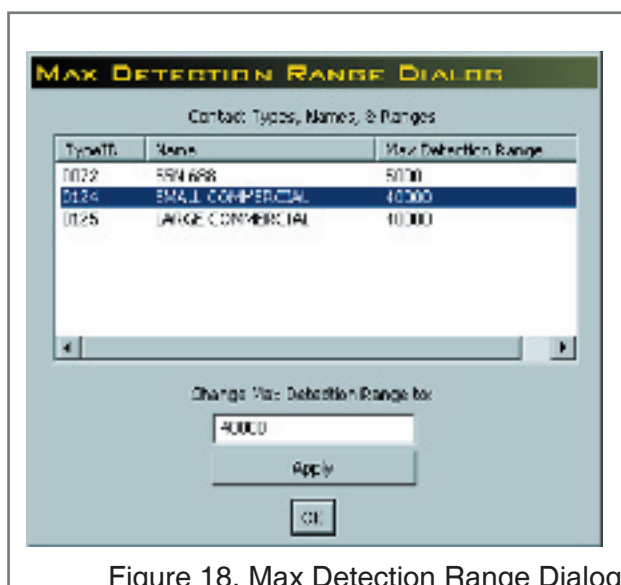 MAX DETECTION RANGE DIALOG
Contact Types, Names, & Ranges
TypeID Name Max Detection Range
0022 SSN 688 5000
0124 SMALL COMMERCIAL 40000
0125 LARGE COMMERCIAL 40000
Change Max Detection Range to:
40000
Apply
OK
Figure 18. Max Detection Range Dialog